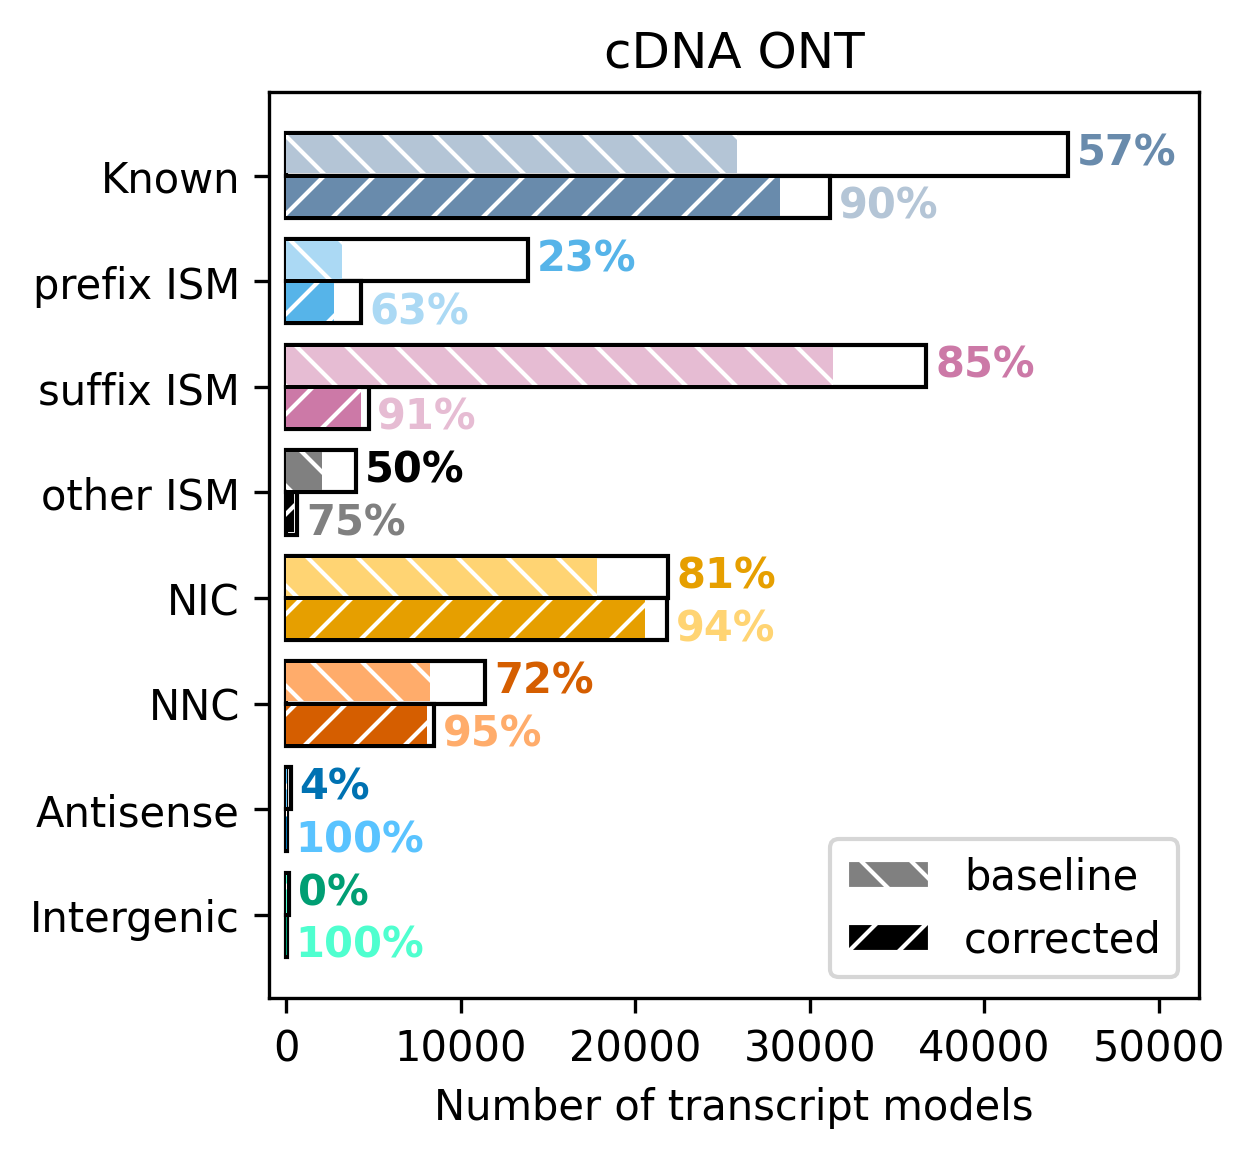 cDNA ONT
Known
57%
90%
prefix ISM
23%
63%
suffix ISM
85%
91%
other ISM
50%
75%
NIC
81%
94%
NNC
72%
95%
Antisense
4%
100%
Intergenic
0%
100%
baseline
corrected
0 10000 20000 30000 40000 50000
Number of transcript models